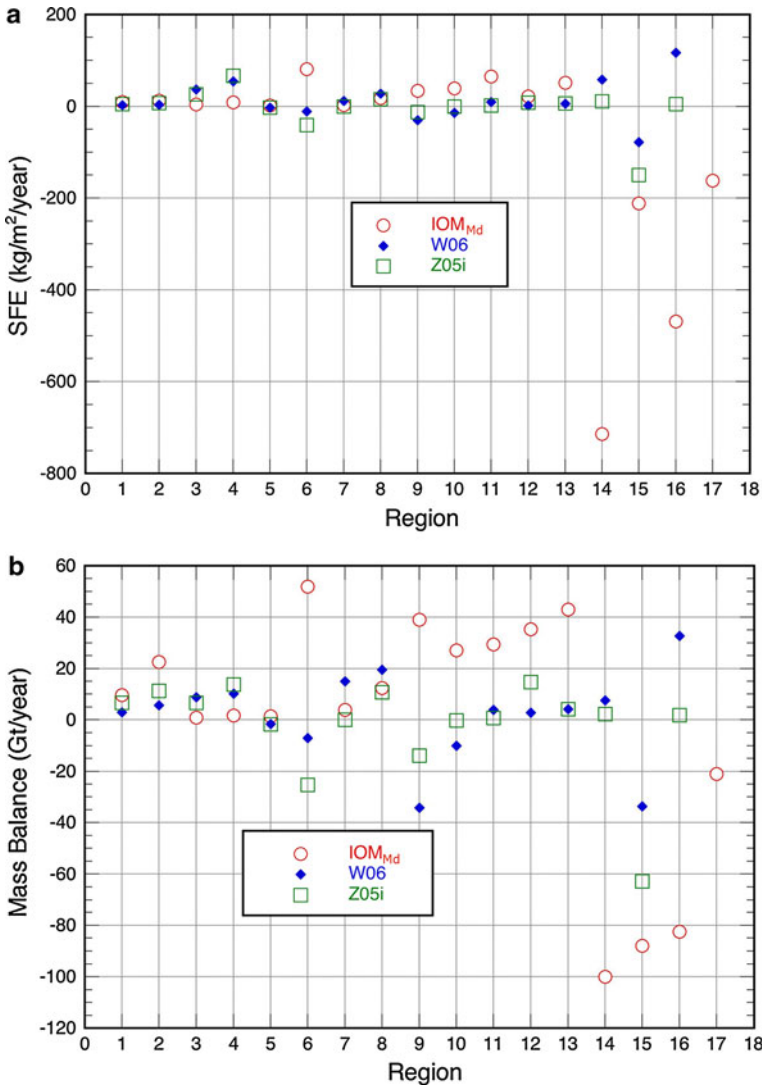 a
200
0
-200
-400
-600
-800
SFE (kg/m²/year)
IOM_Md
W06
Z05i
0 1 2 3 4 5 6 7 8 9 10 11 12 13 14 15 16 17 18
Region
b
60
40
20
0
-20
-40
-60
-80
-100
-120
Mass Balance (Gt/year)
IOM_Md
W06
Z05i
0 1 2 3 4 5 6 7 8 9 10 11 12 13 14 15 16 17 18
Region